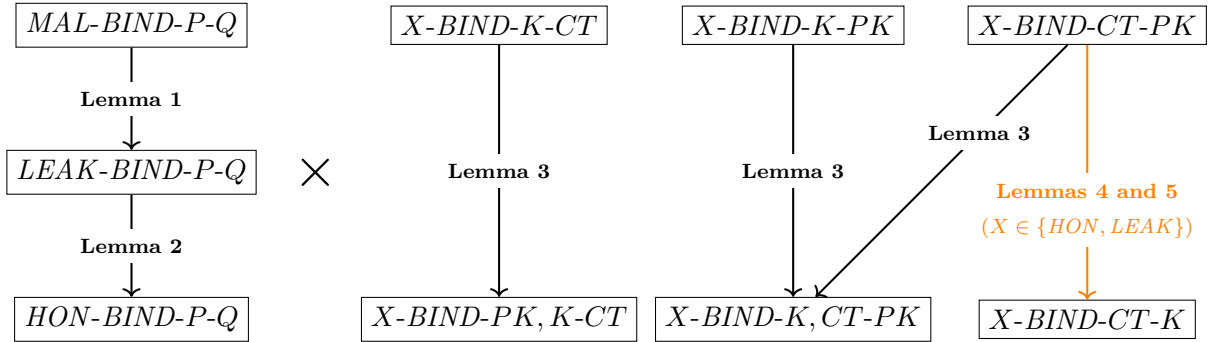 MAL-BIND-P-Q
X-BIND-K-CT
X-BIND-K-PK
X-BIND-CT-PK
Lemma 1
Lemma 3
LEAK-BIND-P-Q
×
Lemma 3
Lemma 3
Lemmas 4 and 5
(X ∈ {HON, LEAK})
Lemma 2
HON-BIND-P-Q
X-BIND-PK, K-CT
X-BIND-K, CT-PK
X-BIND-CT-K